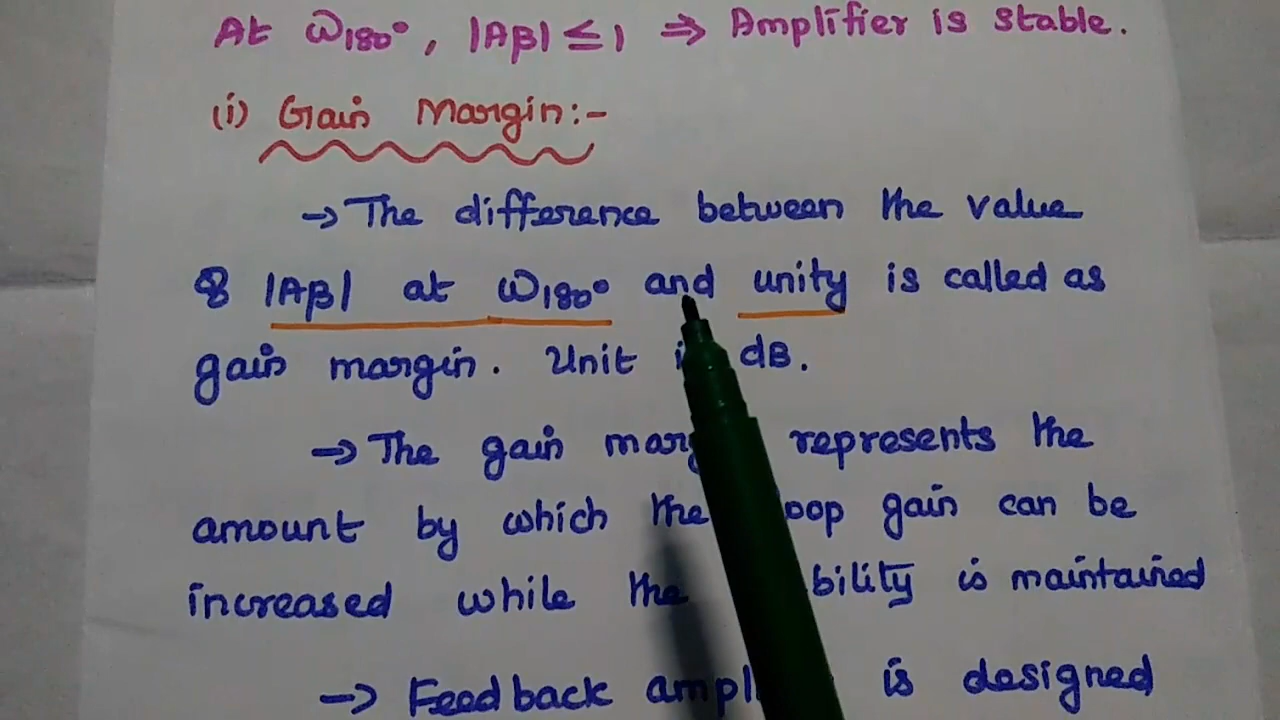 At ω180°, |Aβ| ≤ 1 ⇒ Amplifier is stable.
(i) Gain Margin:-
→ The difference between the value
of |Aβ| at ω180° and unity is called as
gain margin. Unit dB.
→ The gain represents the
amount by which the loop gain can be
increased while the is maintained
→ Feedback is designed